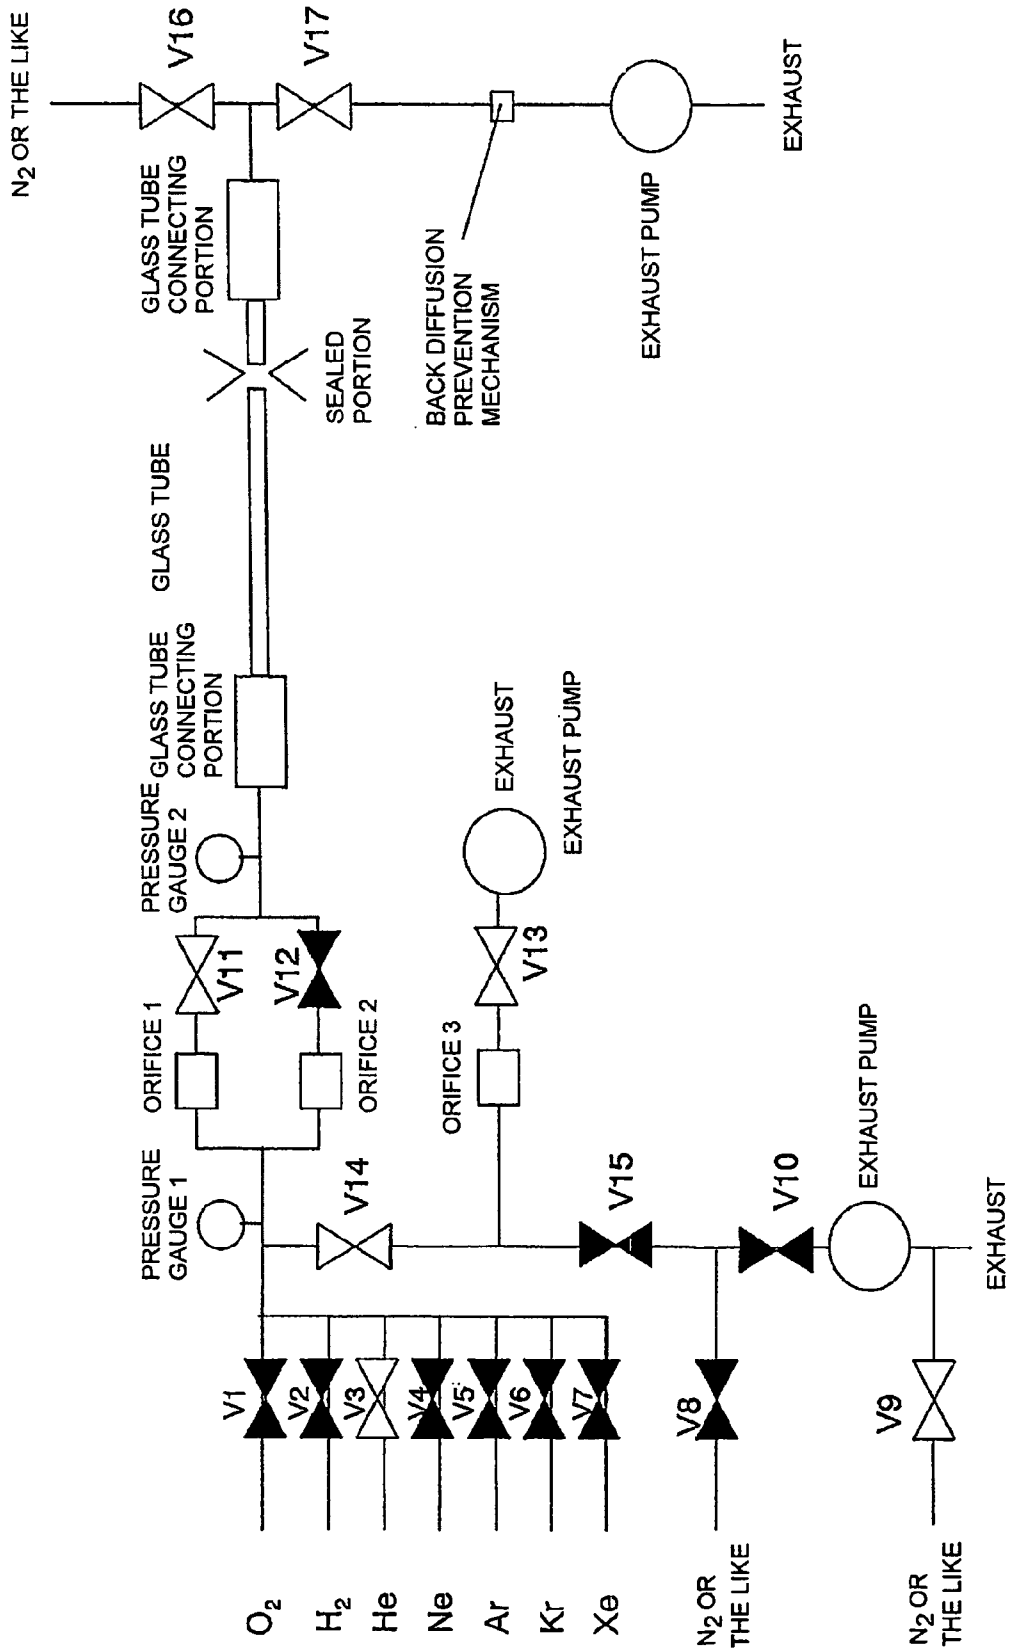 N2 OR THE LIKE
V16
V17
GLASS TUBE
CONNECTING
PORTION
SEALED
PORTION
BACK DIFFUSION
PREVENTION
MECHANISM
EXHAUST PUMP
EXHAUST
GLASS TUBE
GLASS TUBE
CONNECTING
PORTION
PRESSURE
GAUGE 2
V11
V12
ORIFICE 1
ORIFICE 2
EXHAUST
EXHAUST PUMP
V13
ORIFICE 3
PRESSURE
GAUGE 1
V14
V15
V10
EXHAUST PUMP
EXHAUST
V1
V2
V3
V4
V5
V6
V7
V8
V9
O2
H2
He
Ne
Ar
Kr
Xe
N2 OR
THE LIKE
N2 OR
THE LIKE